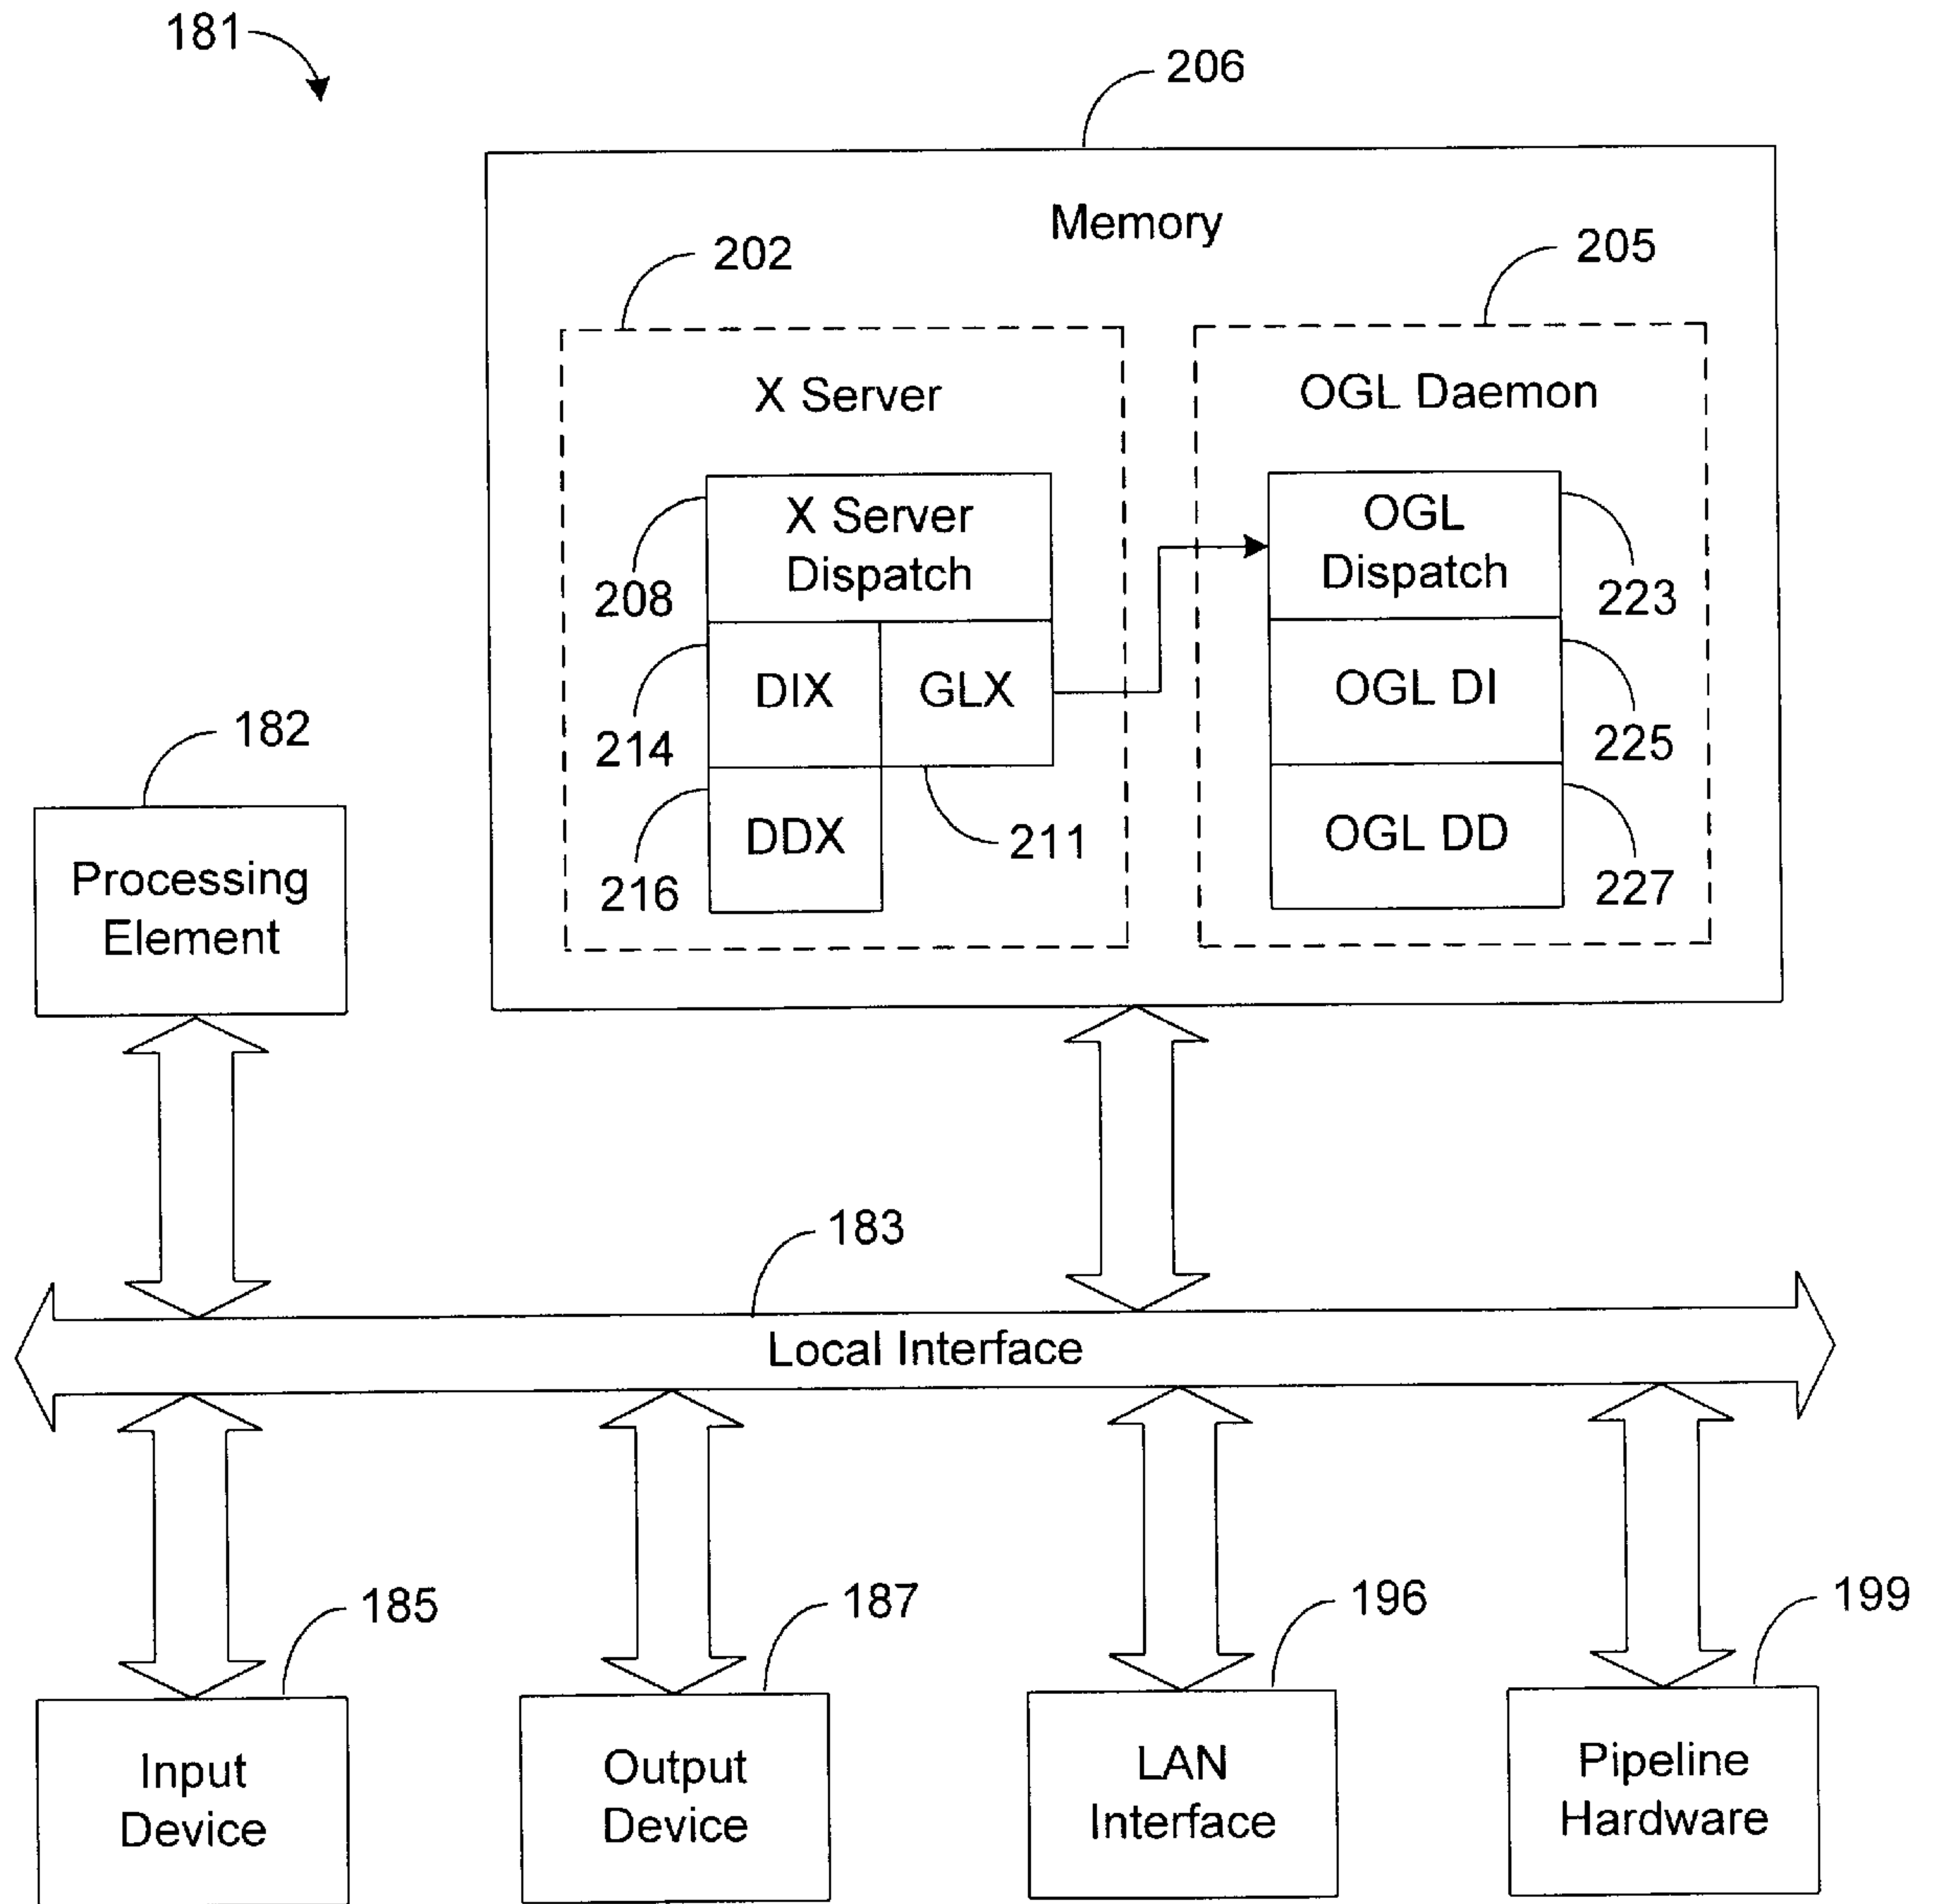 181
206
Memory
202
205
X Server
OGL Daemon
X Server
Dispatch
OGL
Dispatch
208
223
DIX
GLX
OGL DI
214
225
DDX
211
OGL DD
216
227
182
Processing
Element
183
Local Interface
185
187
196
199
Input
Device
Output
Device
LAN
Interface
Pipeline
Hardware